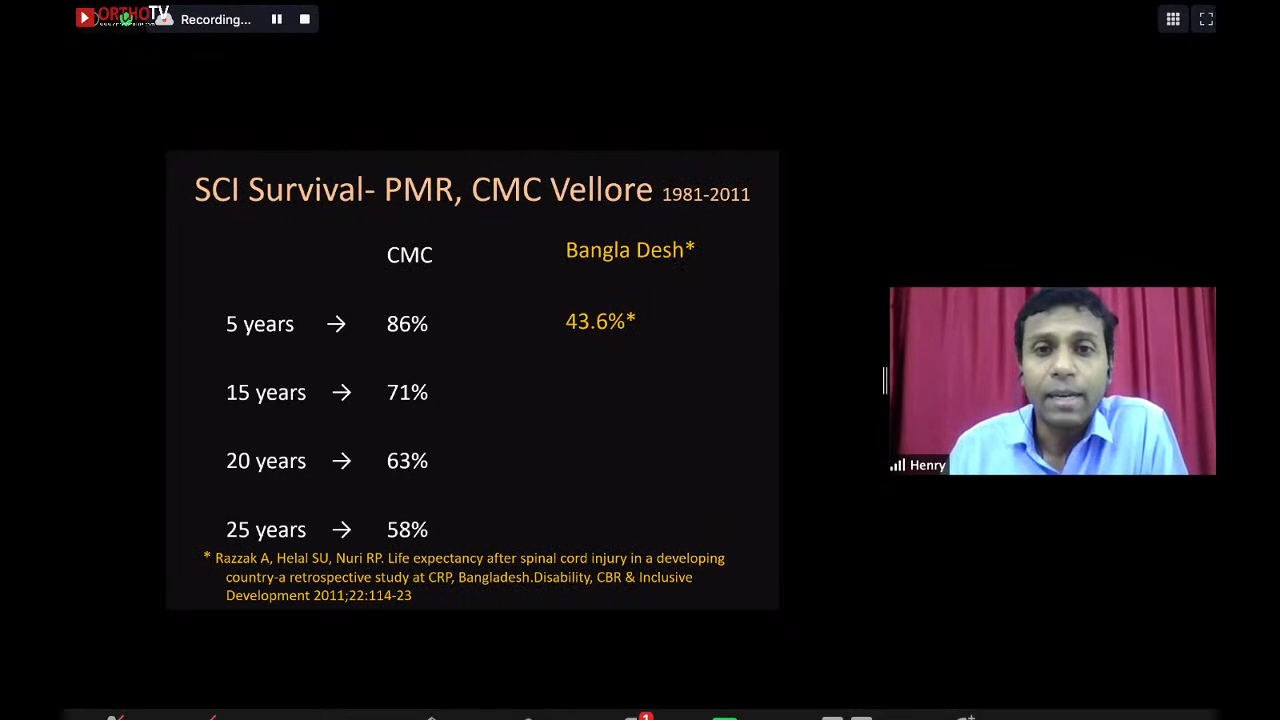 ORTHOTV
Recording...
SCI Survival- PMR, CMC Vellore 1981-2011
CMC Bangla Desh*
5 years → 86% 43.6%*
15 years → 71%
20 years → 63%
25 years → 58%
* Razzak A, Helal SU, Nuri RP. Life expectancy after spinal cord injury in a developing
country-a retrospective study at CRP, Bangladesh.Disability, CBR & Inclusive
Development 2011;22:114-23
Henry
1